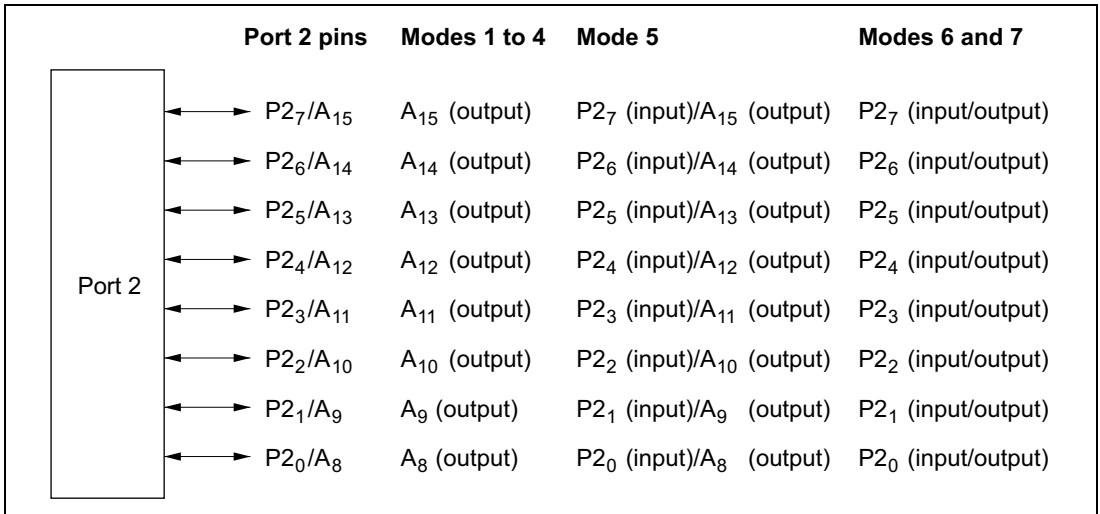 Port 2 pins Modes 1 to 4 Mode 5 Modes 6 and 7
P2₇/A₁₅ A₁₅ (output) P2₇ (input)/A₁₅ (output) P2₇ (input/output)
P2₆/A₁₄ A₁₄ (output) P2₆ (input)/A₁₄ (output) P2₆ (input/output)
P2₅/A₁₃ A₁₃ (output) P2₅ (input)/A₁₃ (output) P2₅ (input/output)
P2₄/A₁₂ A₁₂ (output) P2₄ (input)/A₁₂ (output) P2₄ (input/output)
Port 2
P2₃/A₁₁ A₁₁ (output) P2₃ (input)/A₁₁ (output) P2₃ (input/output)
P2₂/A₁₀ A₁₀ (output) P2₂ (input)/A₁₀ (output) P2₂ (input/output)
P2₁/A₉ A₉ (output) P2₁ (input)/A₉ (output) P2₁ (input/output)
P2₀/A₈ A₈ (output) P2₀ (input)/A₈ (output) P2₀ (input/output)